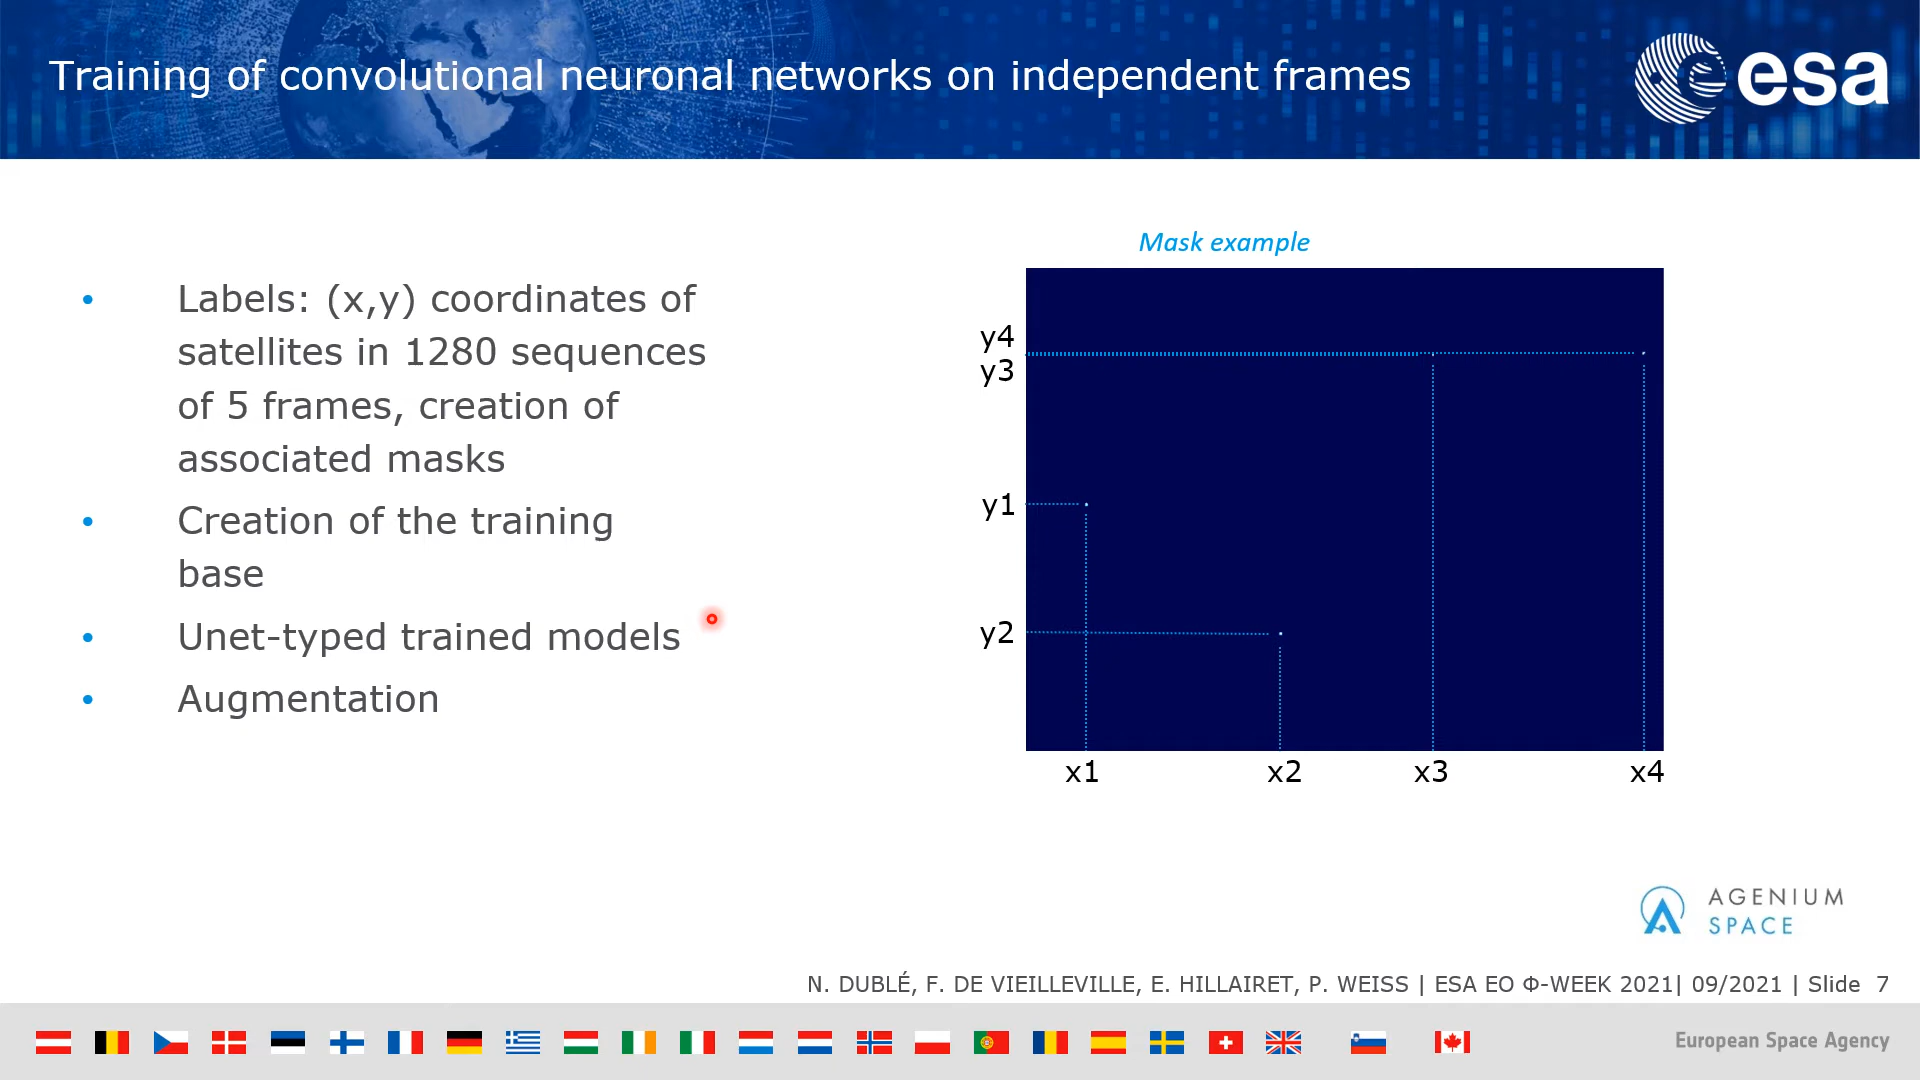 Training of convolutional neuronal networks on independent frames
esa
Labels: (x,y) coordinates of
satellites in 1280 sequences
of 5 frames, creation of
associated masks
Creation of the training
base
Unet-typed trained models
Augmentation
Mask example
y4
y3
y1
y2
x1 x2 x3 x4
AGENIUM
SPACE
N. DUBLÉ, F. DE VIEILLEVILLE, E. HILLAIRET, P. WEISS | ESA EO Φ-WEEK 2021| 09/2021 | Slide 7
European Space Agency